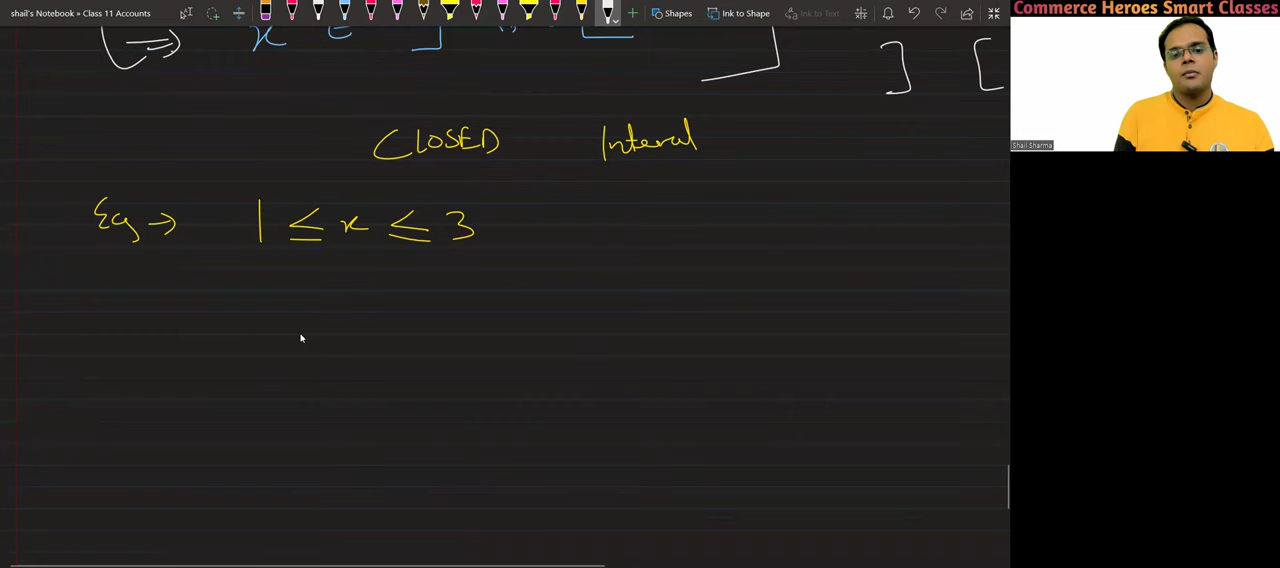 shail's Notebook » Class 11 Accounts
Shapes Ink to Shape Ink to Text
Commerce Heroes Smart Classes
⇒ x ∈
] [
CLOSED Interval
Eg → 1 ≤ x ≤ 3
Shail Sharma